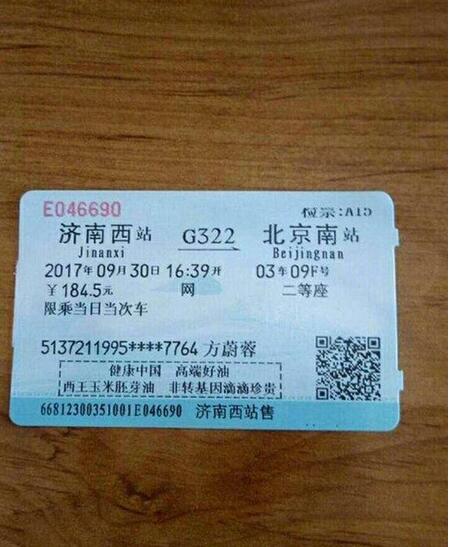 E046690 检票:A15
济南西站 G322 北京南站
Jinanxi Beijingnan
2017年09月30日16:39开 03车09F号
￥184.5元 网 二等座
限乘当日当次车
5137211995****7764 方蔚蓉
健康中国 高端好油
西王玉米胚芽油 非转基因滴滴珍贵
66812300351001E046690 济南西站售